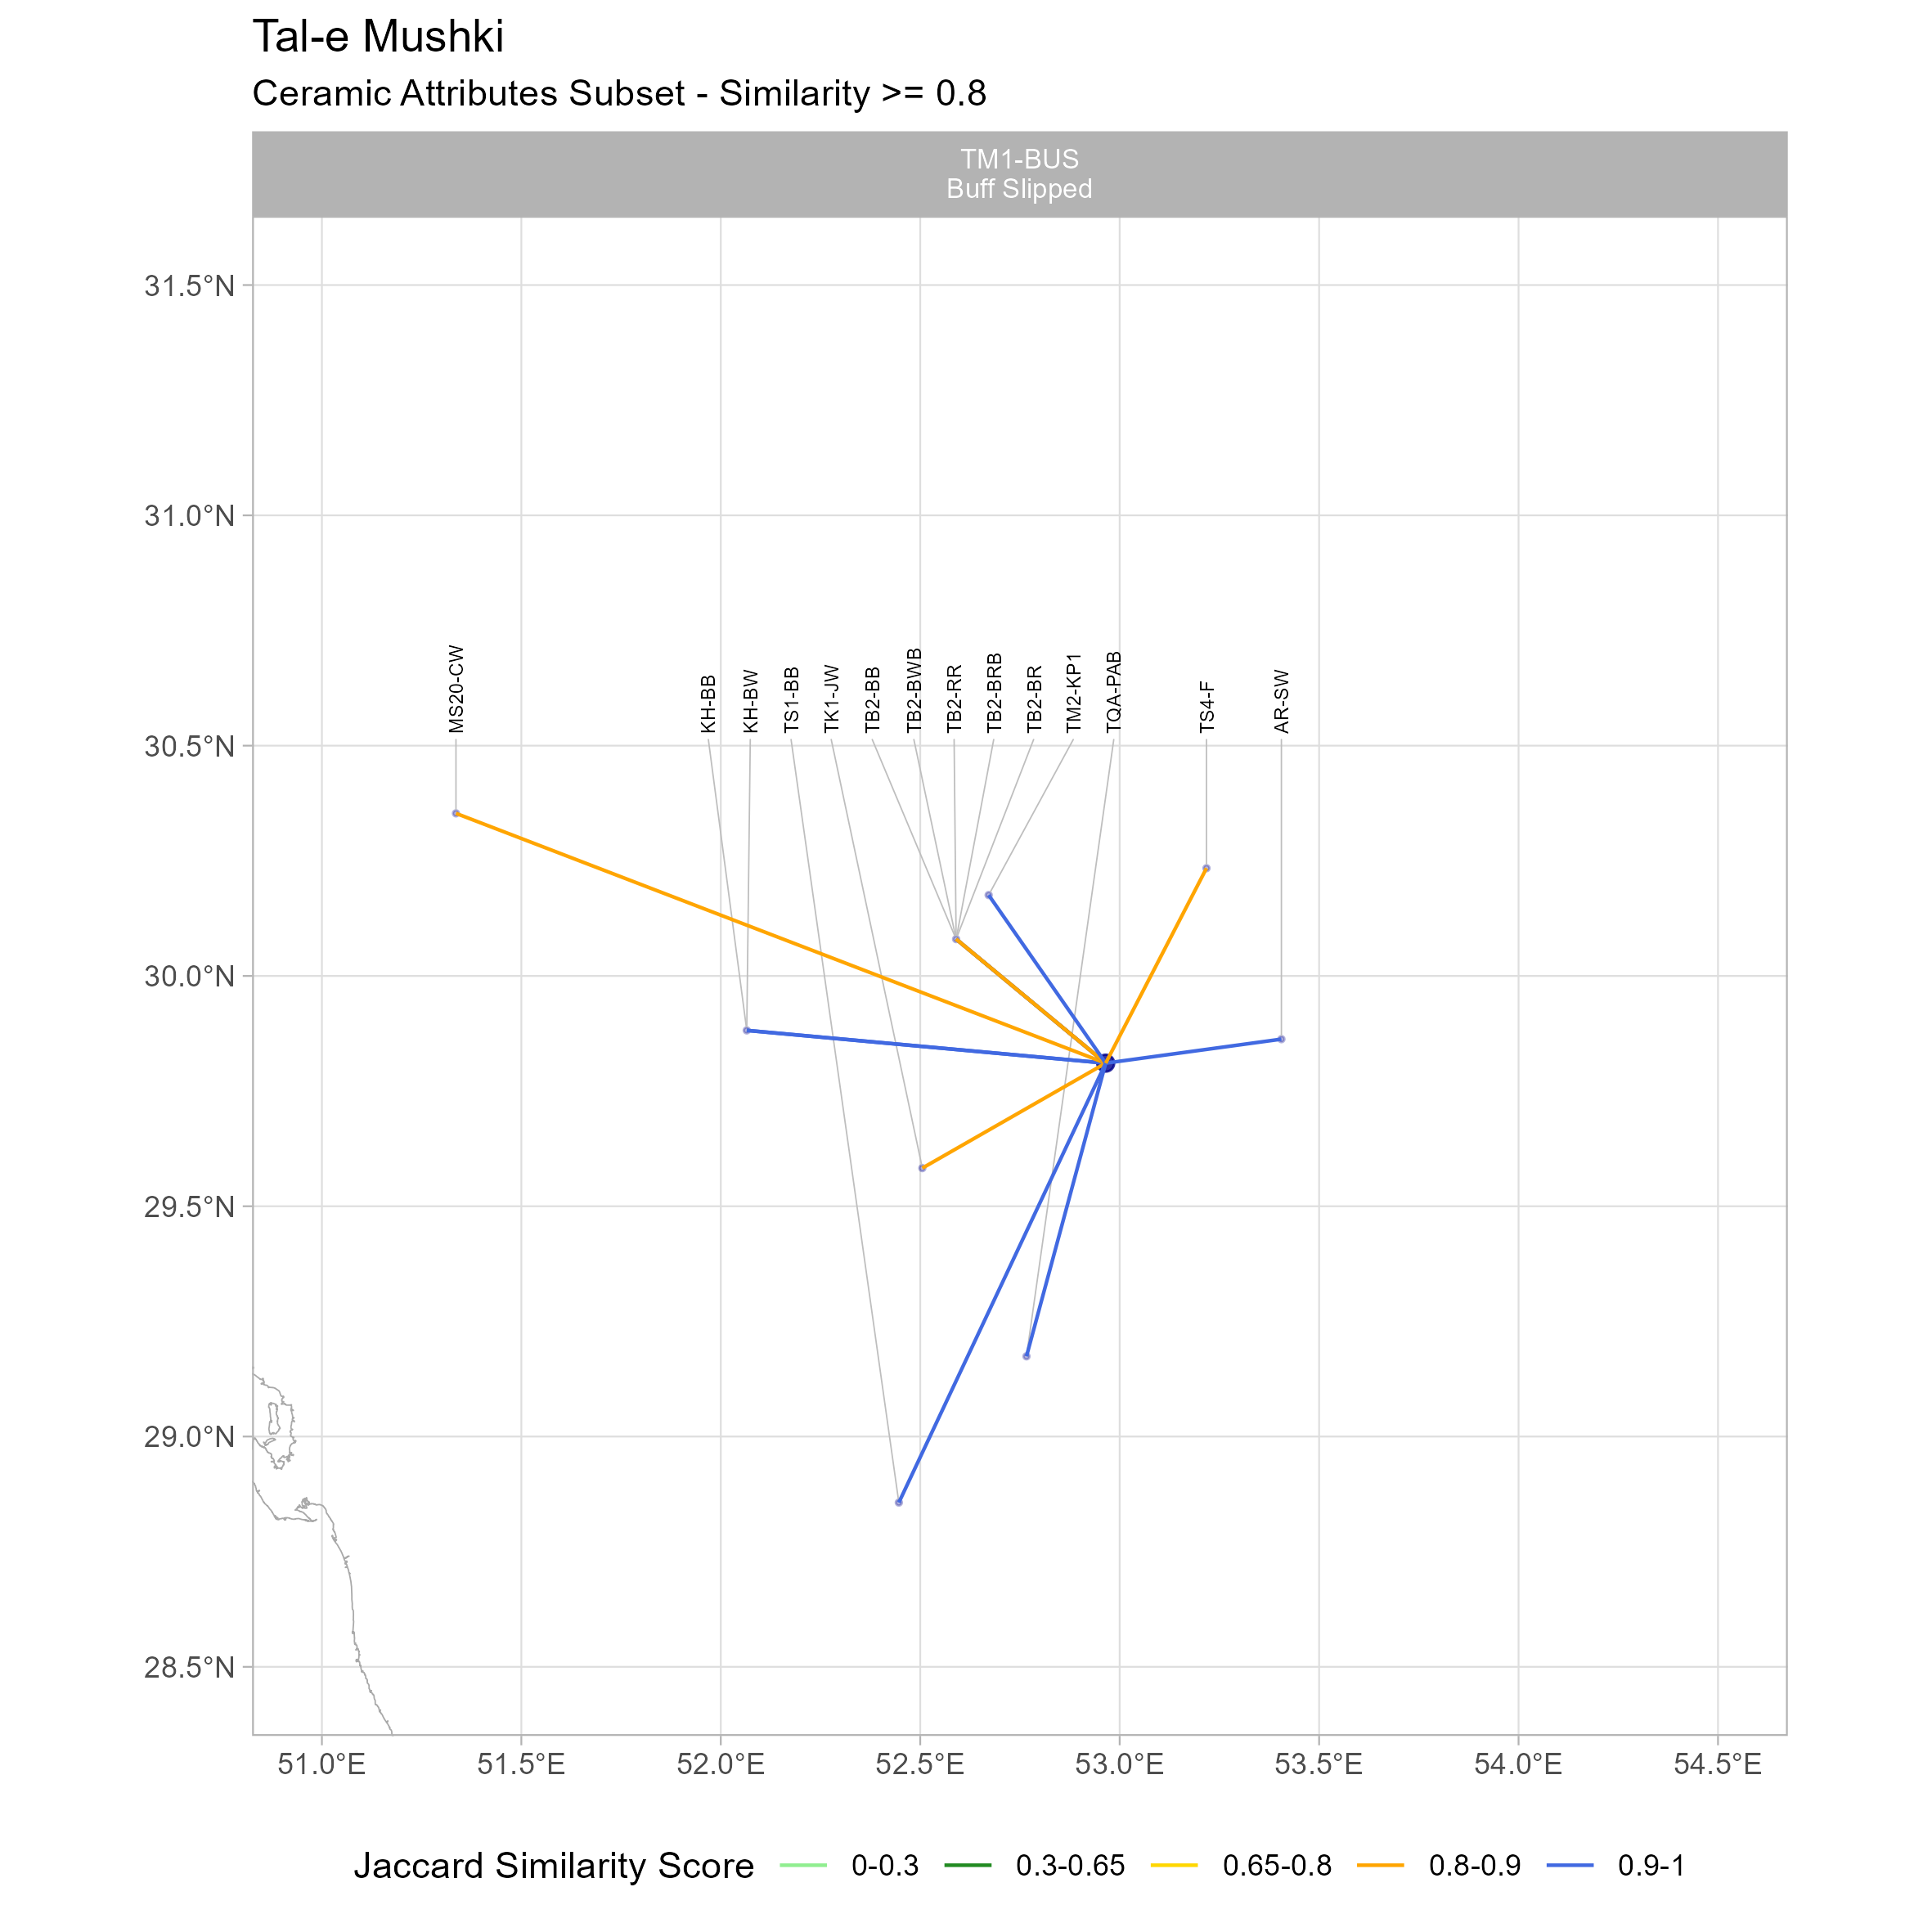 Tal-e Mushki
Ceramic Attributes Subset - Similarity >= 0.8
TM1-BUS
Buff Slipped
31.5°N
31.0°N
30.5°N
30.0°N
29.5°N
29.0°N
28.5°N
MS20-CW
KH-BB
KH-BW
TS1-BB
TK1-JW
TB2-BB
TB2-BWB
TB2-RR
TB2-BRB
TB2-BR
TM2-KP1
TQA-PAB
TS4-F
AR-SW
51.0°E
51.5°E
52.0°E
52.5°E
53.0°E
53.5°E
54.0°E
54.5°E
Jaccard Similarity Score 0-0.3 0.3-0.65 0.65-0.8 0.8-0.9 0.9-1